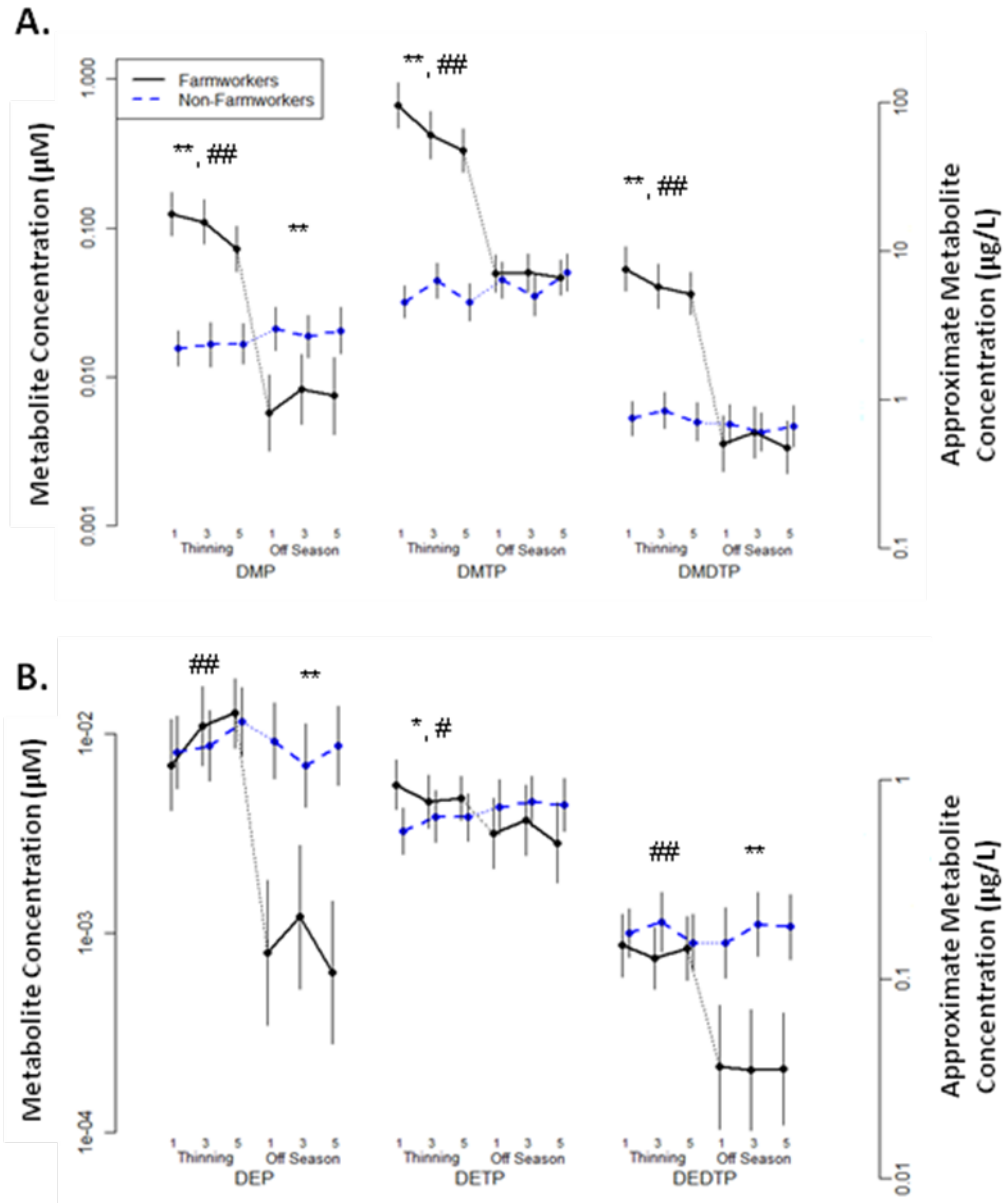 A.
Farmworkers
Non-Farmworkers
**, ##
**, ##
**, ##
**
Metabolite Concentration (µM)
1.000
0.100
0.010
0.001
Approximate Metabolite
Concentration (µg/L)
100
10
1
0.1
1 3 5 1 3 5 1 3 5 1 3 5 1 3 5 1 3 5
Thinning Off Season Thinning Off Season Thinning Off Season
DMP DMTP DMDTP
B.
##
**
*, #
##
**
Metabolite Concentration (µM)
1e-02
1e-03
1e-04
Approximate Metabolite
Concentration (µg/L)
1
0.1
0.01
1 3 5 1 3 5 1 3 5 1 3 5 1 3 5 1 3 5
Thinning Off Season Thinning Off Season Thinning Off Season
DEP DETP DEDTP